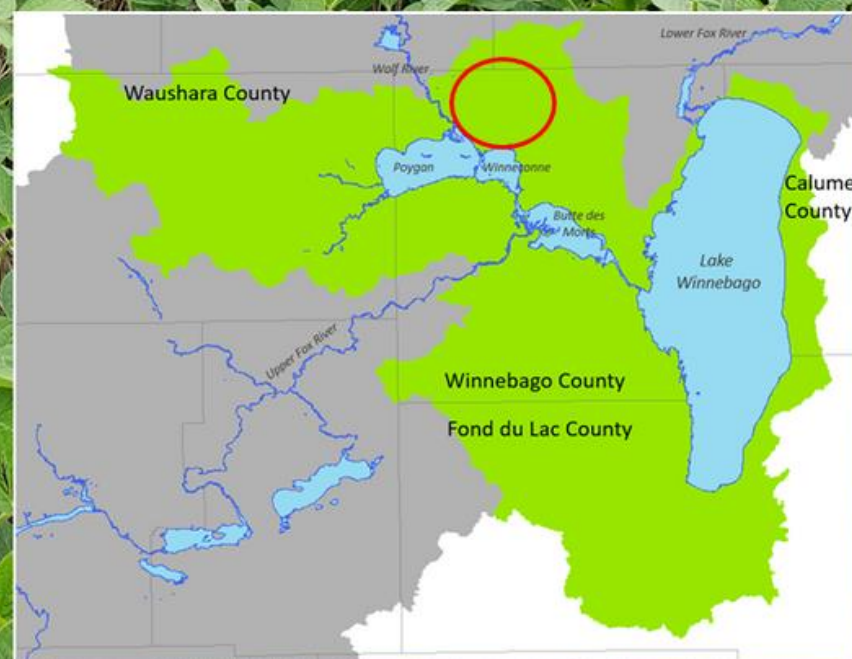 Lower Fox River
Wolf River
Waushara County
Poygan
Winneconne
Calume
County
Butte des
Morts
Lake
Winnebago
Upper Fox River
Winnebago County
Fond du Lac County